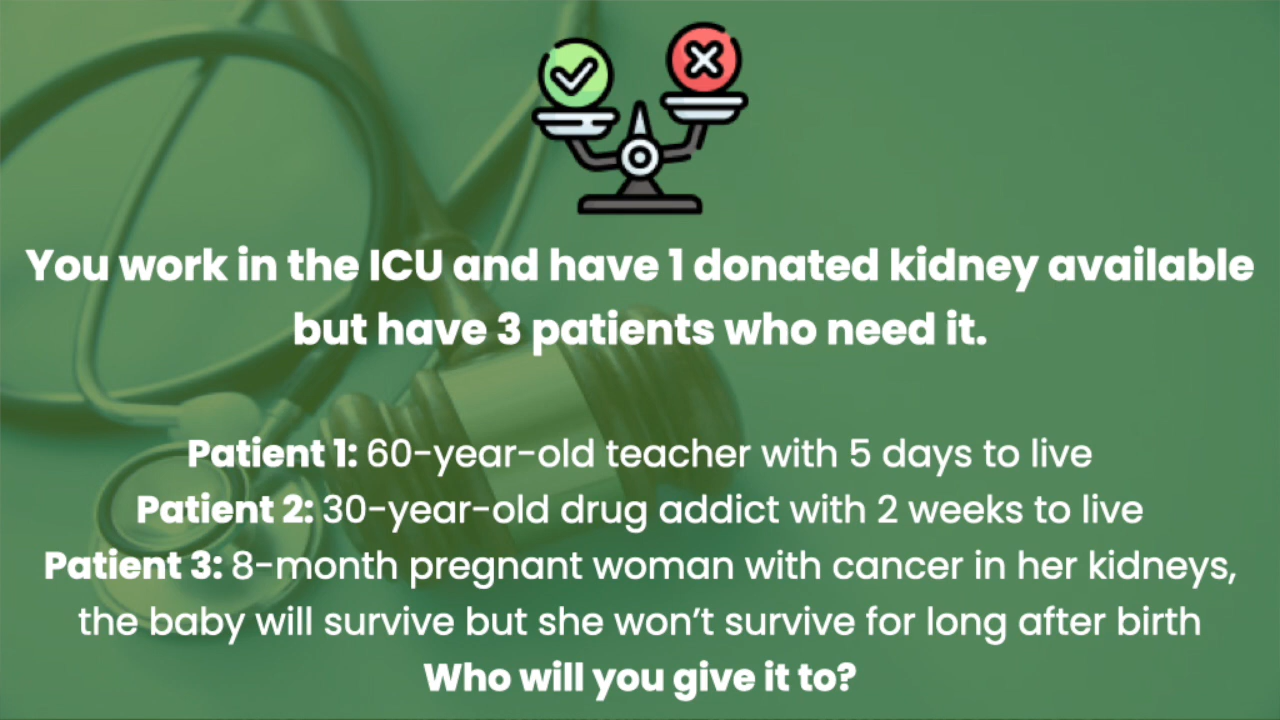 You work in the ICU and have 1 donated kidney available
but have 3 patients who need it.
Patient 1: 60-year-old teacher with 5 days to live
Patient 2: 30-year-old drug addict with 2 weeks to live
Patient 3: 8-month pregnant woman with cancer in her kidneys,
the baby will survive but she won’t survive for long after birth
Who will you give it to?